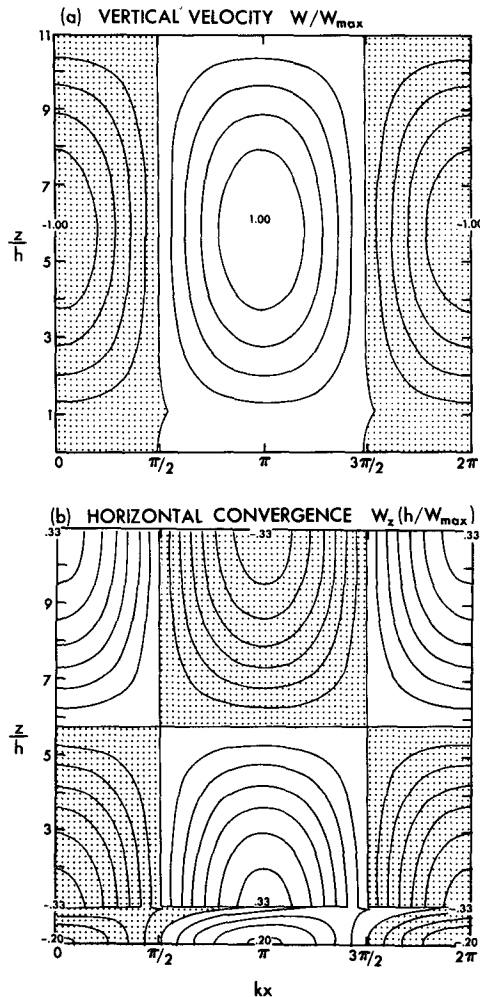 (a) VERTICAL VELOCITY W/Wmax
11
9
7
-1.00 1.00 -1.00
z/h
5
3
1
0 π/2 π 3π/2 2π
(b) HORIZONTAL CONVERGENCE Wz(h/Wmax)
.33 -.33 .33
9
7
z/h
5
3
-.33 .33 -.33
-.20 .20 -.20
0 π/2 π 3π/2 2π
kx